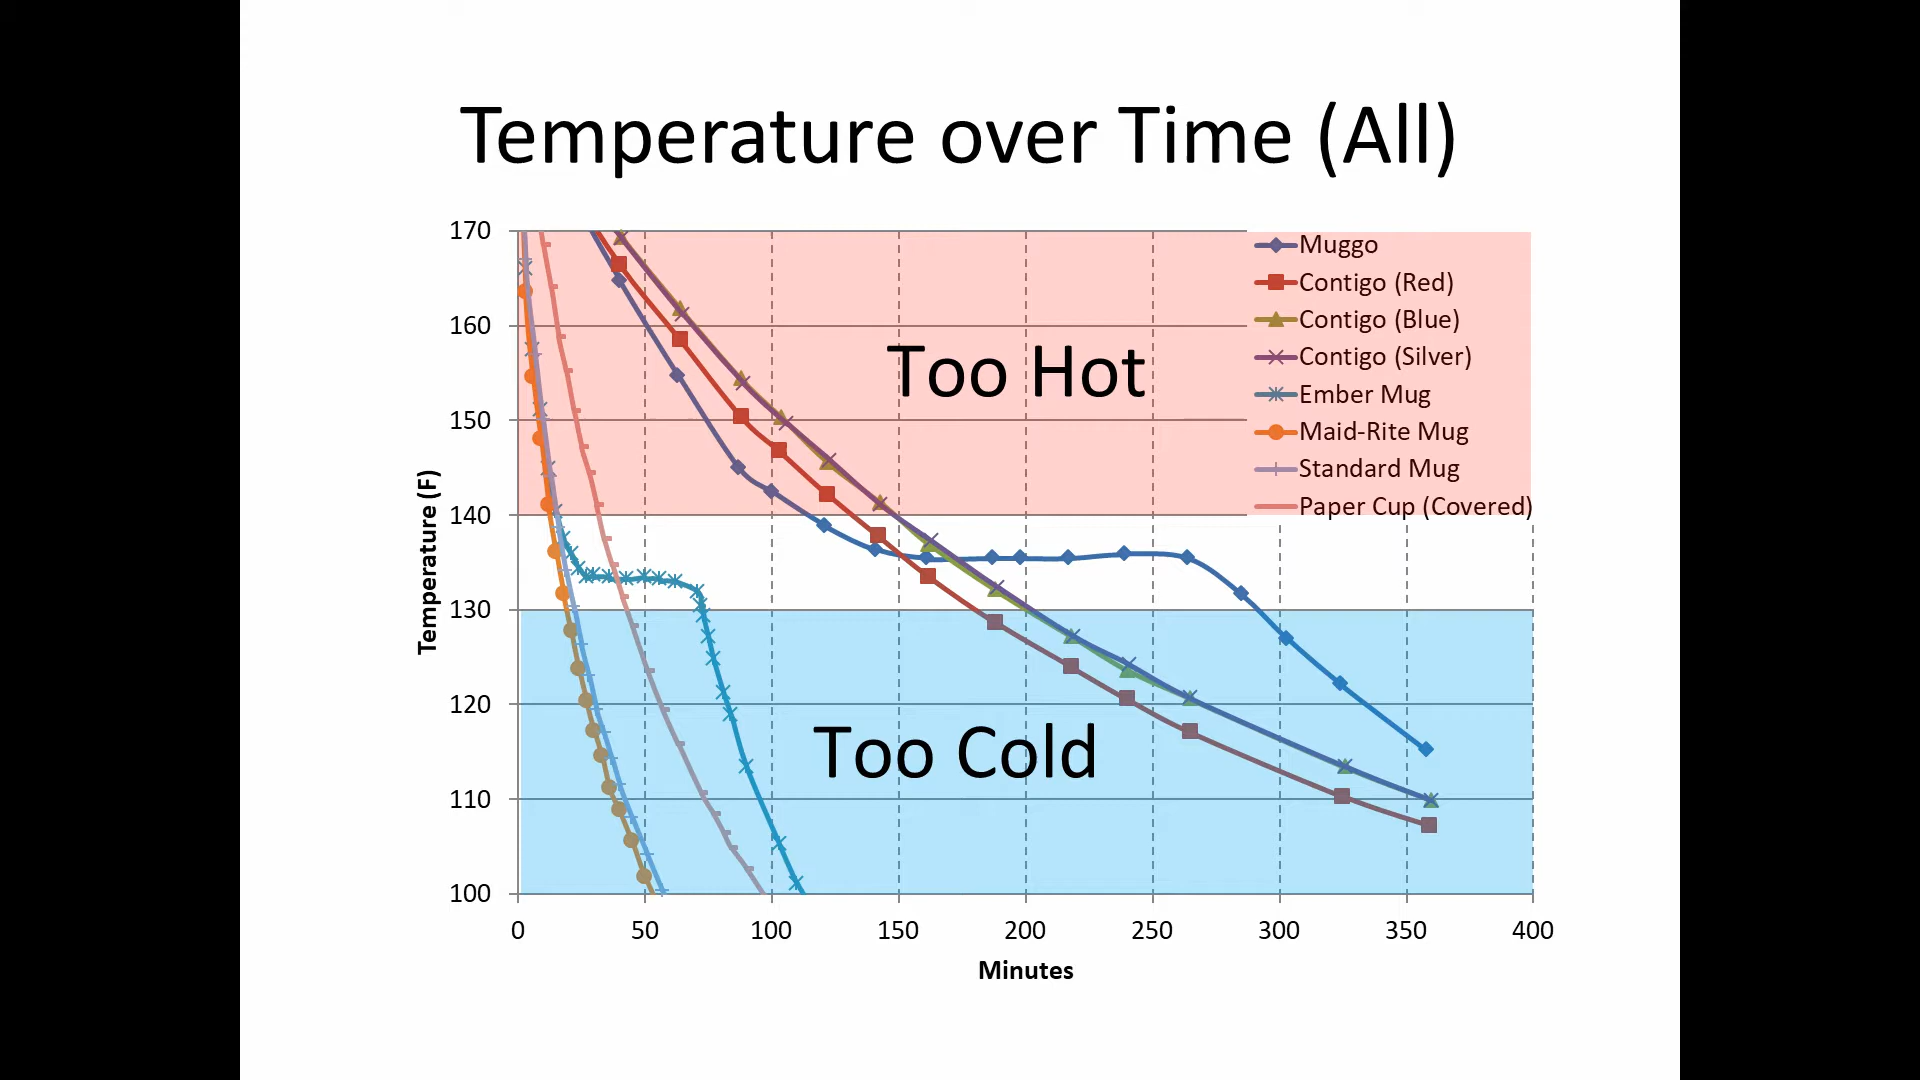 Temperature over Time (All)
170
160
150
140
130
120
110
100
Temperature (F)
Too Hot
Too Cold
Muggo
Contigo (Red)
Contigo (Blue)
Contigo (Silver)
Ember Mug
Maid-Rite Mug
Standard Mug
Paper Cup (Covered)
0 50 100 150 200 250 300 350 400
Minutes